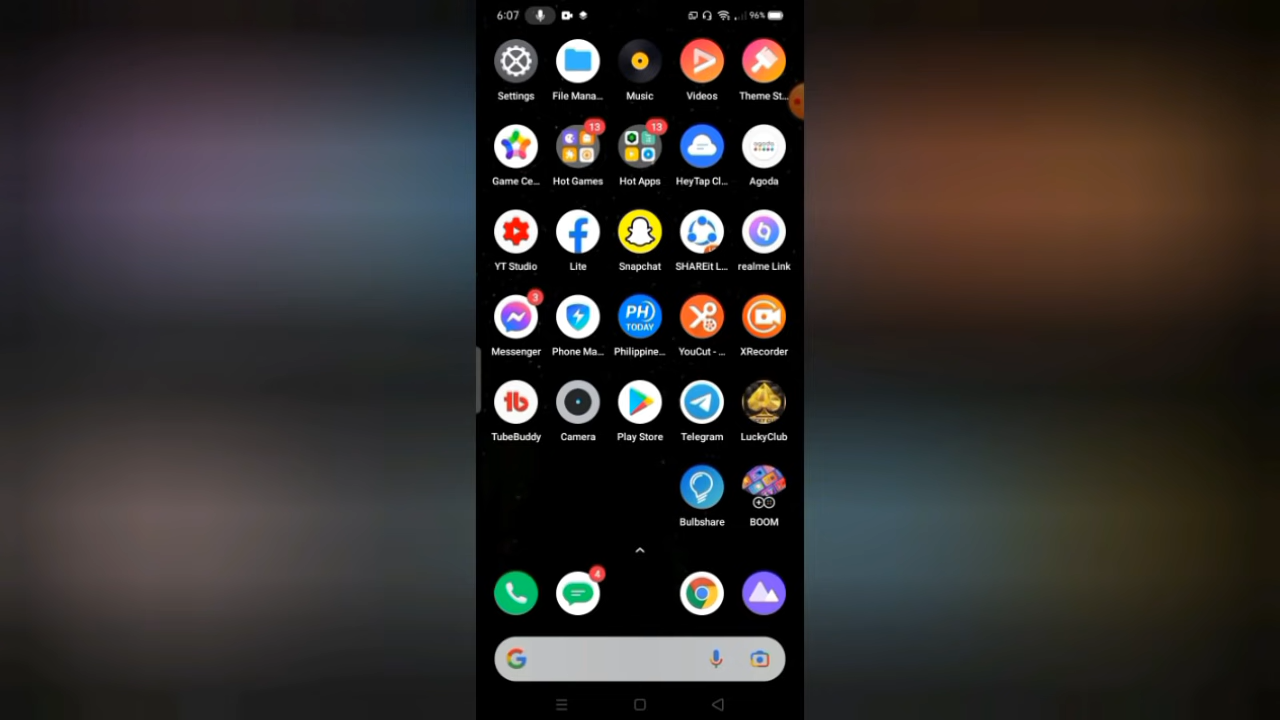 6:07 96%
Settings File Mana... Music Videos Theme St...
13 13 agoda
Game Ce... Hot Games Hot Apps HeyTap Cl... Agoda
YT Studio Lite Snapchat SHAREit L... realme Link
3 PH TODAY
Messenger Phone Ma... Philippine... YouCut - ... XRecorder
tb
TubeBuddy Camera Play Store Telegram LuckyClub
Bulbshare BOOM
4